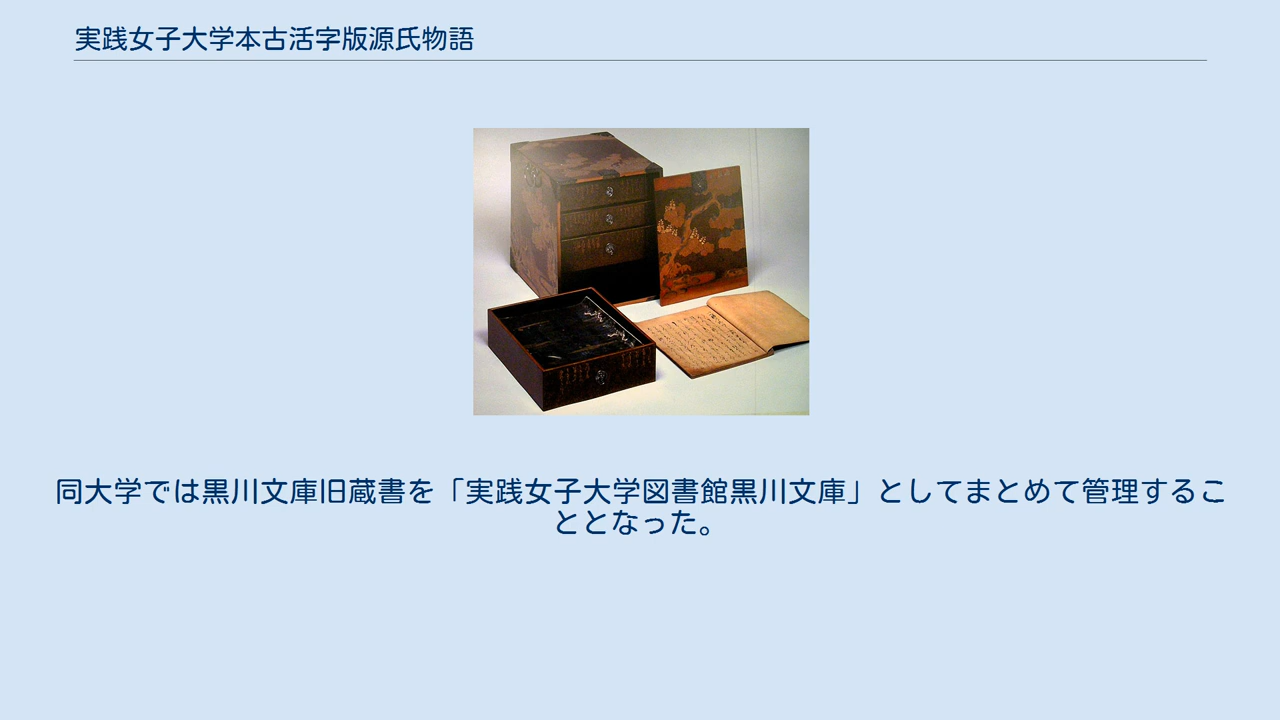 実践女子大学本古活字版源氏物語
同大学では黒川文庫旧蔵書を「実践女子大学図書館黒川文庫」としてまとめて管理するこ
ととなった。